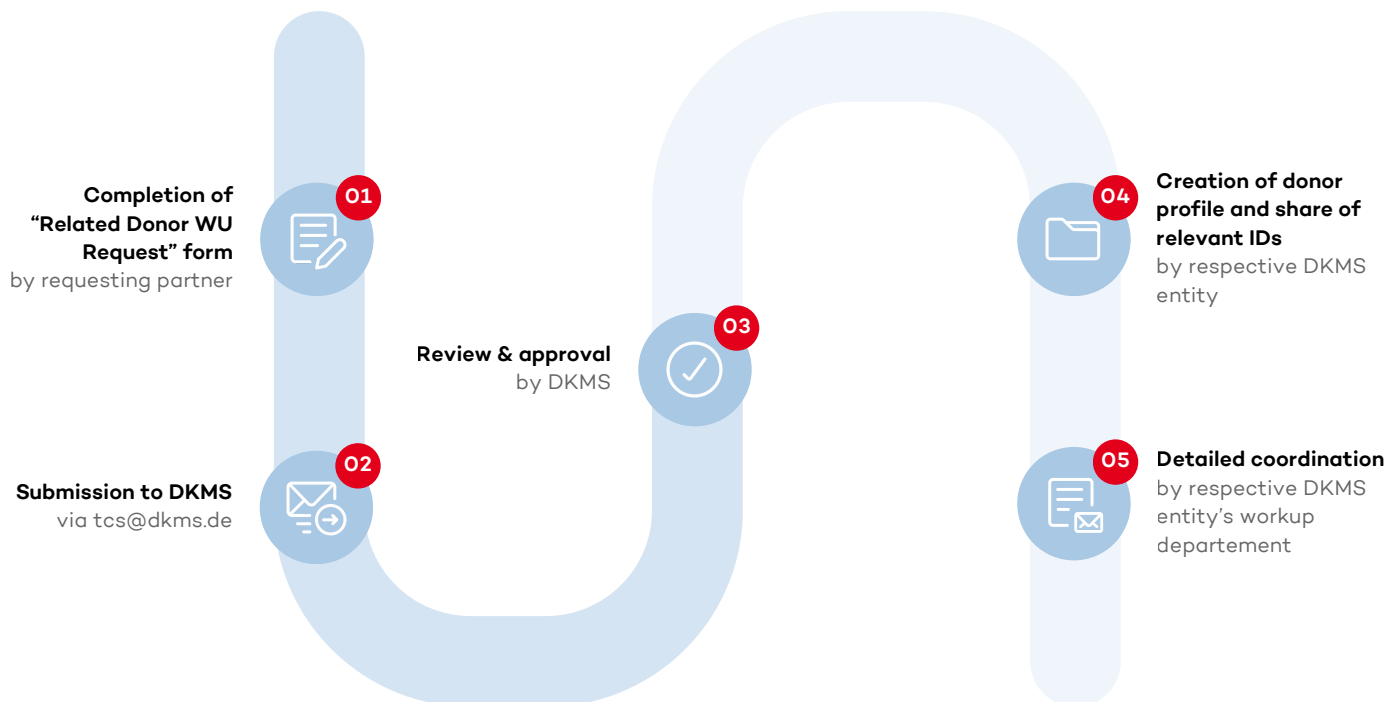 01
Completion of
“Related Donor WU
Request” form
by requesting partner
02
Submission to DKMS
via tcs@dkms.de
03
Review & approval
by DKMS
04
Creation of donor
profile and share of
relevant IDs
by respective DKMS
entity
05
Detailed coordination
by respective DKMS
entity’s workup
departement